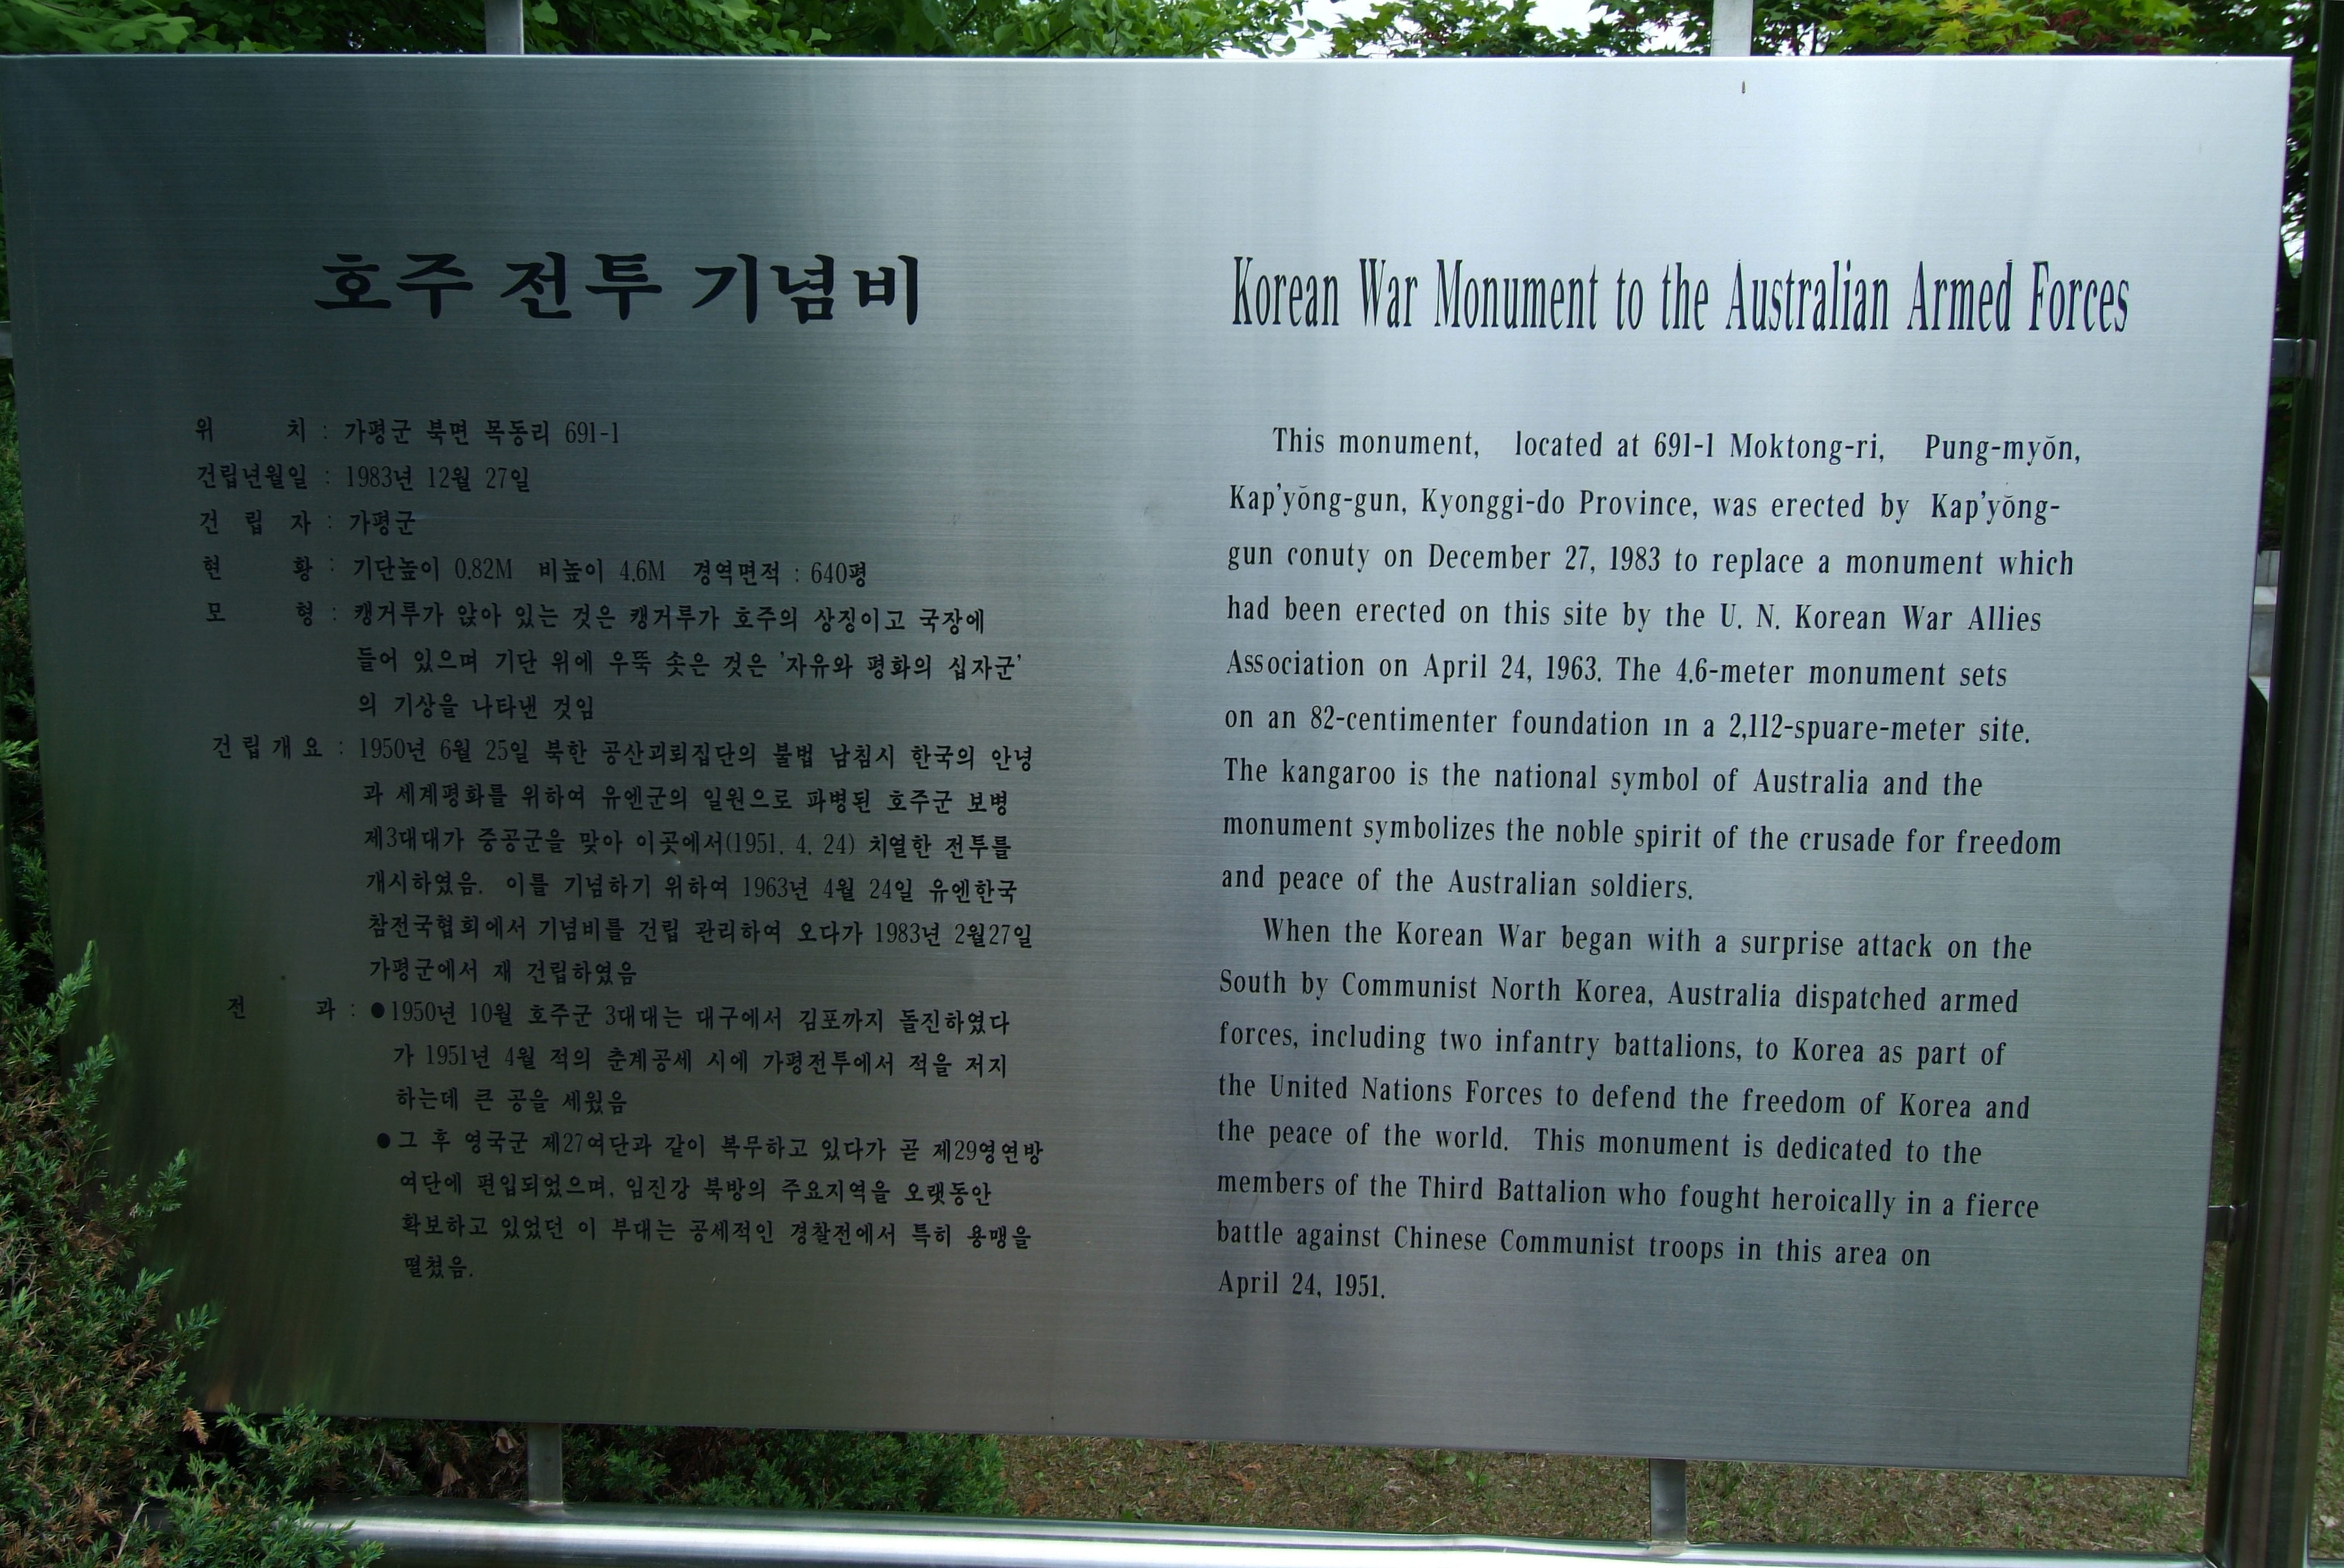 호주 전투 기념비
위 치 : 가평군 북면 목동리 691-1
건립년월일 : 1983년 12월 27일
건 립 자 : 가평군
현 황 : 기단높이 0.82M 비높이 4.6M 경역면적 : 640평
모 형 : 캥거루가 앉아 있는 것은 캥거루가 호주의 상징이고 국장에
들어 있으며 기단 위에 우뚝 솟은 것은 '자유와 평화의 십자군'
의 기상을 나타낸 것임
건립개요 : 1950년 6월 25일 북한 공산괴뢰집단의 불법 남침시 한국의 안녕
과 세계평화를 위하여 유엔군의 일원으로 파병된 호주군 보병
제3대대가 중공군을 맞아 이곳에서(1951. 4. 24) 치열한 전투를
개시하였음. 이를 기념하기 위하여 1963년 4월 24일 유엔한국
참전국협회에서 기념비를 건립 관리하여 오다가 1983년 2월27일
가평군에서 재 건립하였음
전 과 : ●1950년 10월 호주군 3대대는 대구에서 김포까지 돌진하였다
가 1951년 4월 적의 춘계공세 시에 가평전투에서 적을 저지
하는데 큰 공을 세웠음
●그 후 영국군 제27여단과 같이 복무하고 있다가 곧 제29영연방
여단에 편입되었으며, 임진강 북방의 주요지역을 오랫동안
확보하고 있었던 이 부대는 공세적인 경찰전에서 특히 용맹을
떨쳤음.
Korean War Monument to the Australian Armed Forces
This monument, located at 691-1 Moktong-ri, Pung-myŏn,
Kap'yŏng-gun, Kyonggi-do Province, was erected by Kap'yŏng-
gun conuty on December 27, 1983 to replace a monument which
had been erected on this site by the U. N. Korean War Allies
Association on April 24, 1963. The 4.6-meter monument sets
on an 82-centimenter foundation in a 2,112-spuare-meter site.
The kangaroo is the national symbol of Australia and the
monument symbolizes the noble spirit of the crusade for freedom
and peace of the Australian soldiers.
When the Korean War began with a surprise attack on the
South by Communist North Korea, Australia dispatched armed
forces, including two infantry battalions, to Korea as part of
the United Nations Forces to defend the freedom of Korea and
the peace of the world. This monument is dedicated to the
members of the Third Battalion who fought heroically in a fierce
battle against Chinese Communist troops in this area on
April 24, 1951.